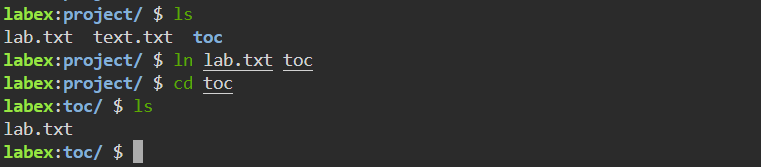 labex:project/ $ ls
lab.txt  text.txt  toc
labex:project/ $ ln lab.txt toc
labex:project/ $ cd toc
labex:toc/ $ ls
lab.txt
labex:toc/ $